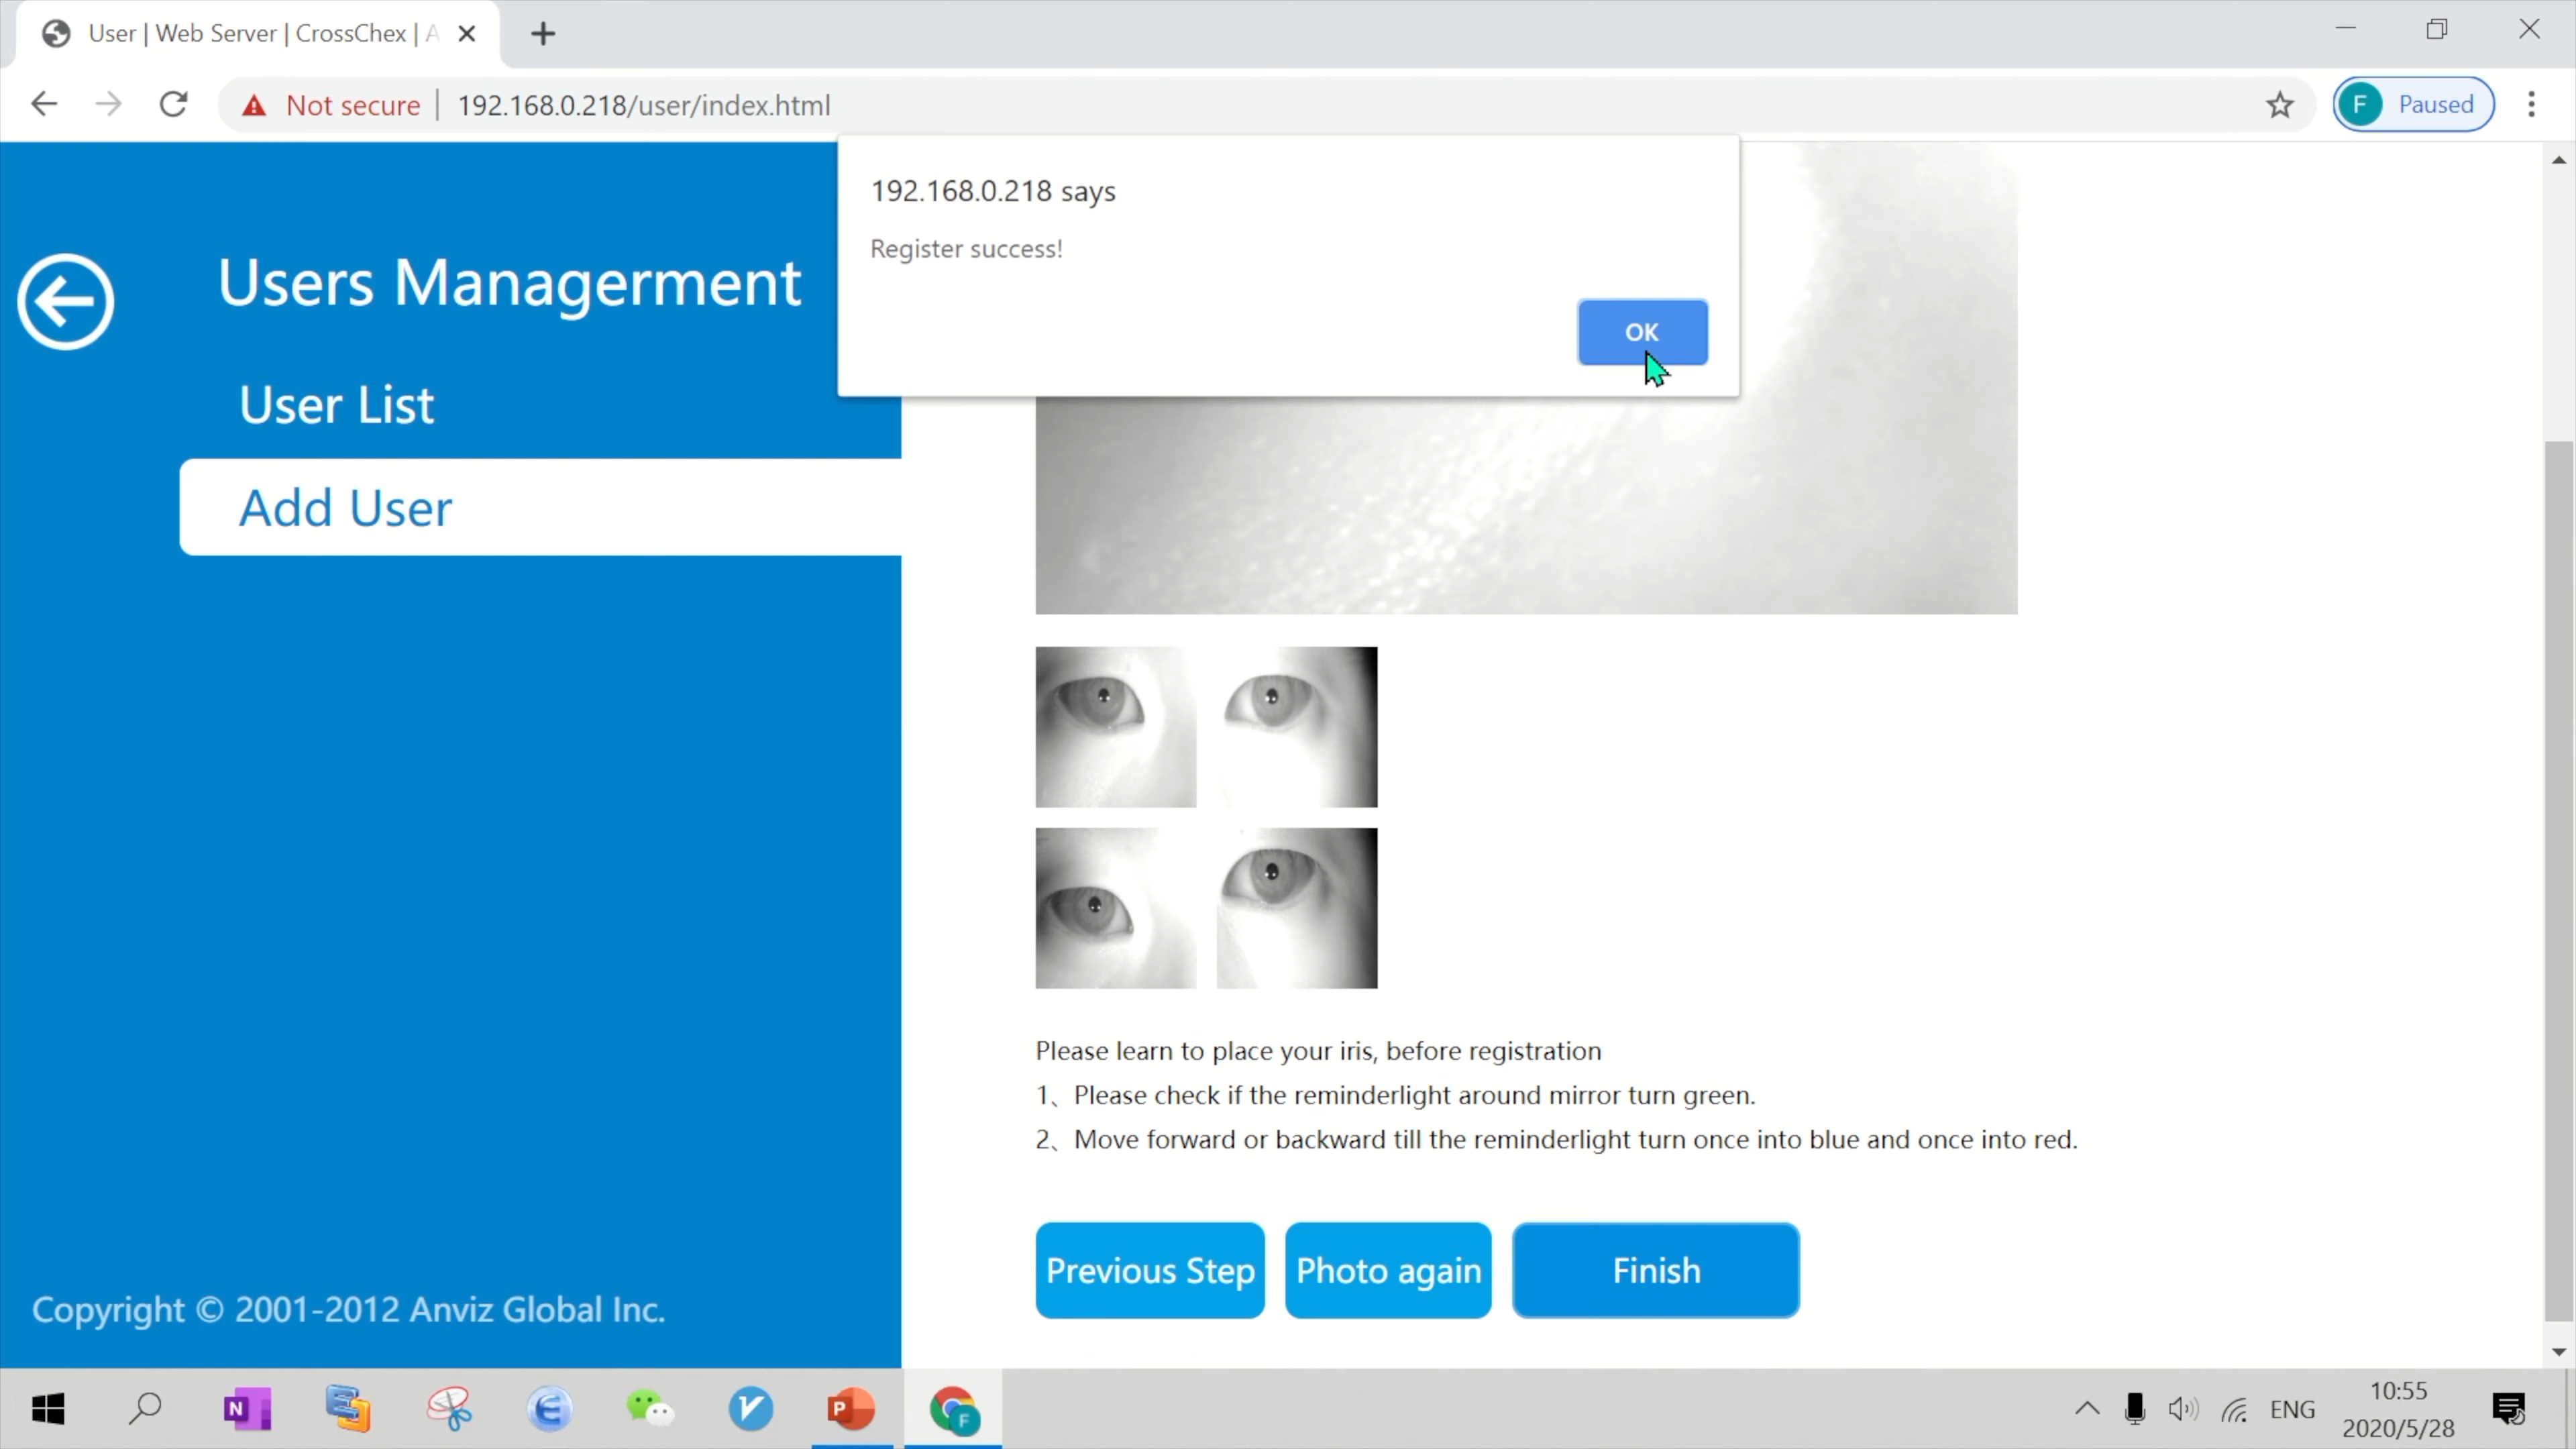 User | Web Server | CrossChex | A
Not secure | 192.168.0.218/user/index.html
F Paused
192.168.0.218 says
Register success!
OK
Users Managerment
User List
Add User
Please learn to place your iris, before registration
1、Please check if the reminderlight around mirror turn green.
2、Move forward or backward till the reminderlight turn once into blue and once into red.
Previous Step
Photo again
Finish
Copyright © 2001-2012 Anviz Global Inc.
N
P
F
ENG
10:55
2020/5/28